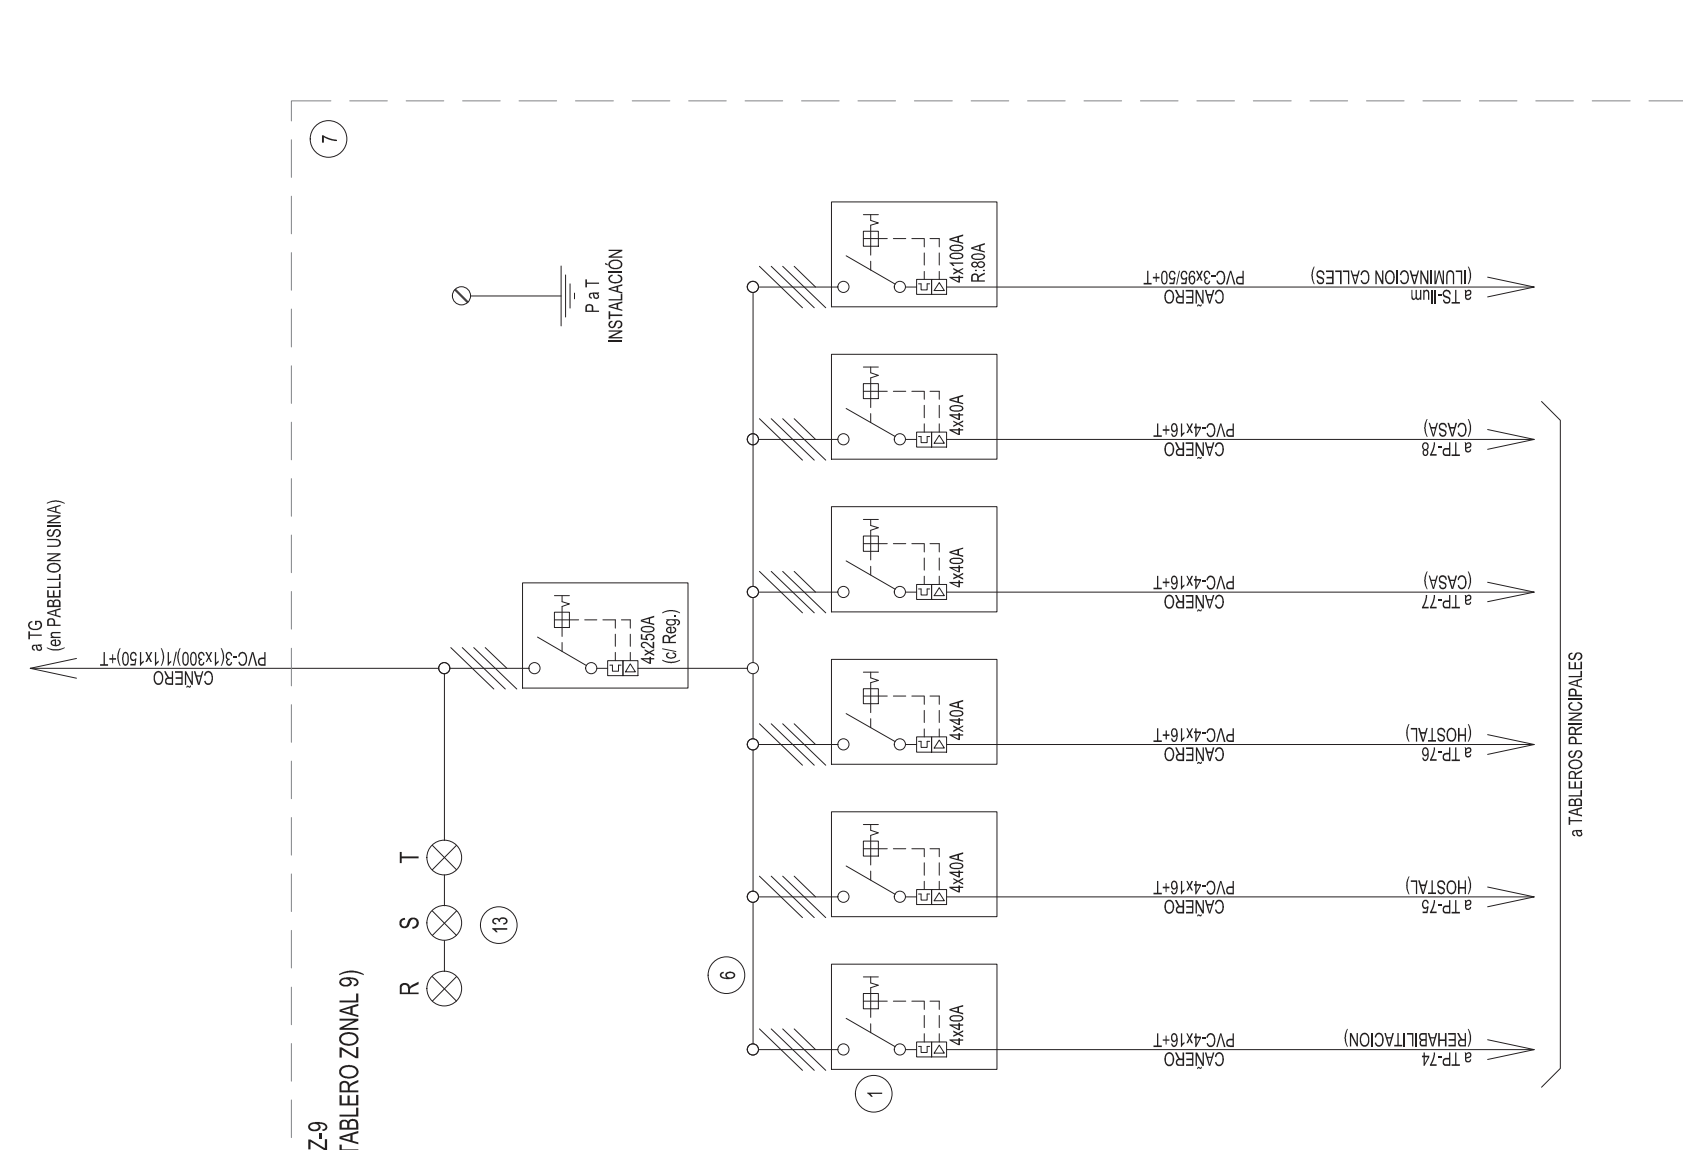 a TG
(en PABELLON USINA)
PVC-3(1x300)/1(1x150)+T
CAÑERO
7
P a T
INSTALACIÓN
4x250A
(c/ Reg.)
R
S
T
13
Z-9
TABLERO ZONAL 9)
6
1
4x40A
4x40A
4x40A
4x40A
4x40A
4x100A
R:80A
PVC-4x16+T
CAÑERO
(REHABILITACION)
a TP-74
PVC-4x16+T
CAÑERO
(HOSTAL)
a TP-75
PVC-4x16+T
CAÑERO
(HOSTAL)
a TP-76
PVC-4x16+T
CAÑERO
(CASA)
a TP-77
PVC-4x16+T
CAÑERO
(CASA)
a TP-78
PVC-3x95/50+T
CAÑERO
(ILUMINACION CALLES)
a TS-Ilum
a TABLEROS PRINCIPALES